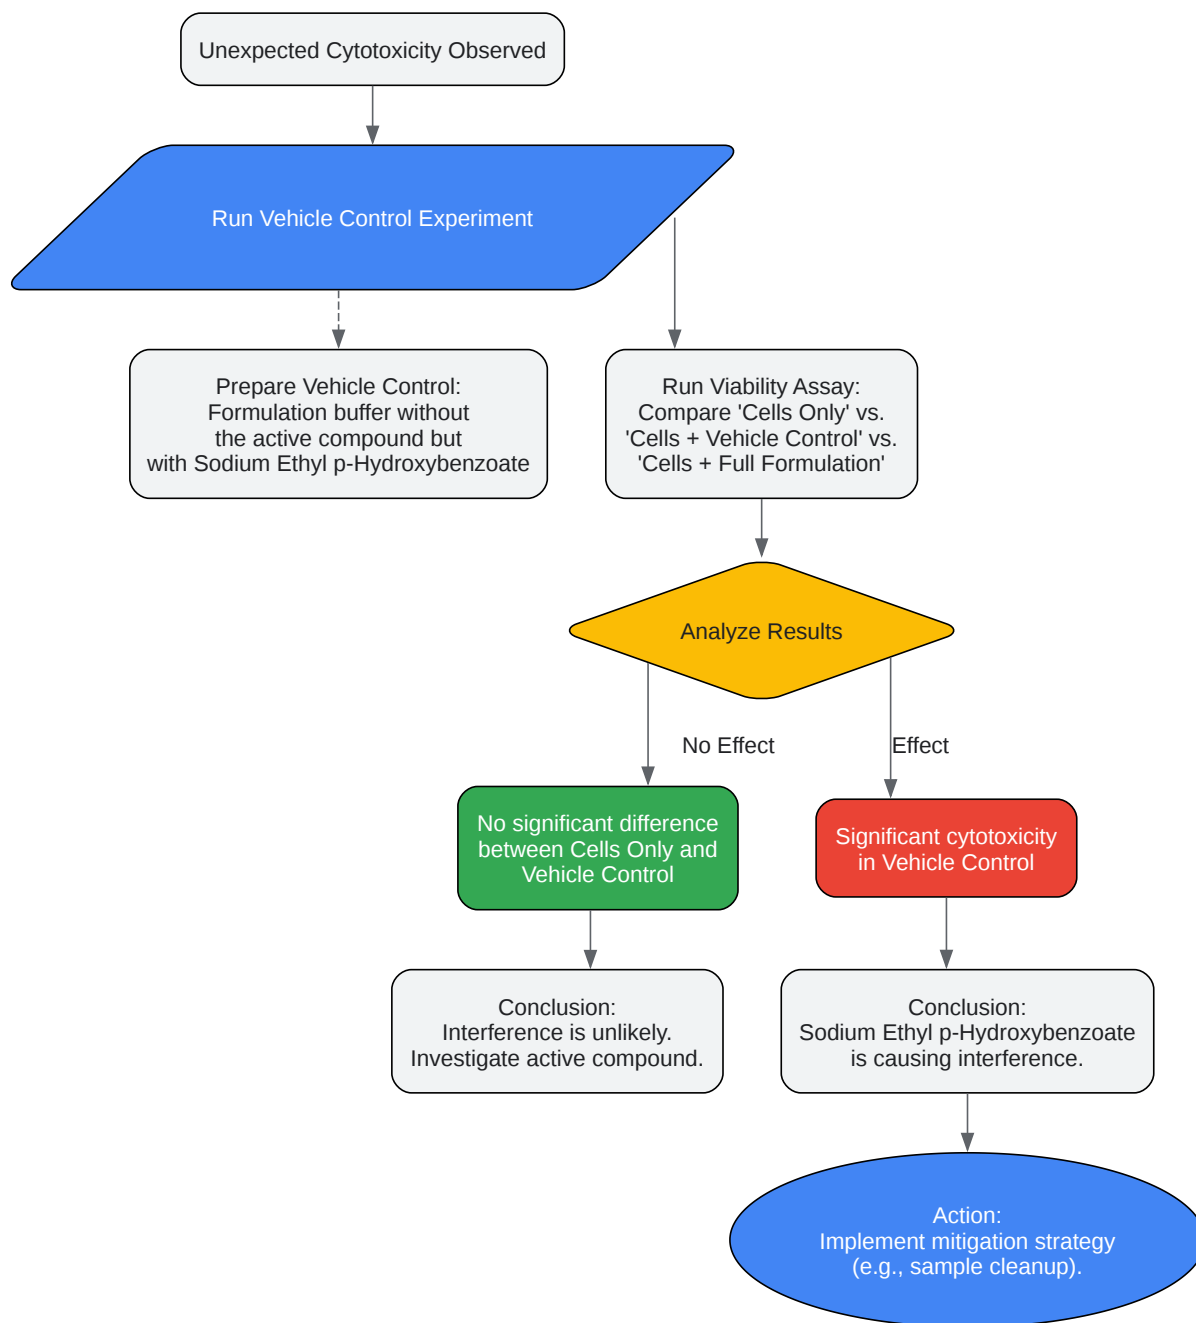 Unexpected Cytotoxicity Observed
Run Vehicle Control Experiment
Prepare Vehicle Control:
Formulation buffer without
the active compound but
with Sodium Ethyl p-Hydroxybenzoate
Run Viability Assay:
Compare 'Cells Only' vs.
'Cells + Vehicle Control' vs.
'Cells + Full Formulation'
Analyze Results
No Effect
Effect
No significant difference
between Cells Only and
Vehicle Control
Significant cytotoxicity
in Vehicle Control
Conclusion:
Interference is unlikely.
Investigate active compound.
Conclusion:
Sodium Ethyl p-Hydroxybenzoate
is causing interference.
Action:
Implement mitigation strategy
(e.g., sample cleanup).